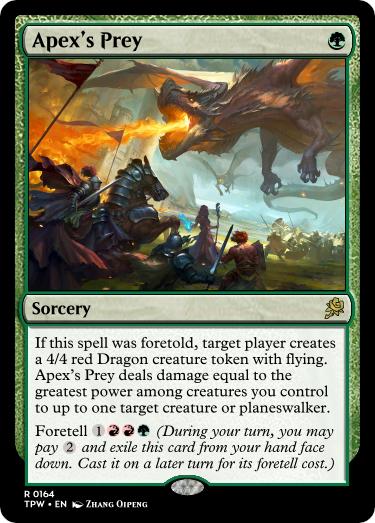 Apex's Prey
Sorcery
If this spell was foretold, target player creates
a 4/4 red Dragon creature token with flying.
Apex's Prey deals damage equal to the
greatest power among creatures you control
to up to one target creature or planeswalker.
Foretell 1 (During your turn, you may
pay 2 and exile this card from your hand face
down. Cast it on a later turn for its foretell cost.)
R 0164
TPW • EN Zhang Oipeng